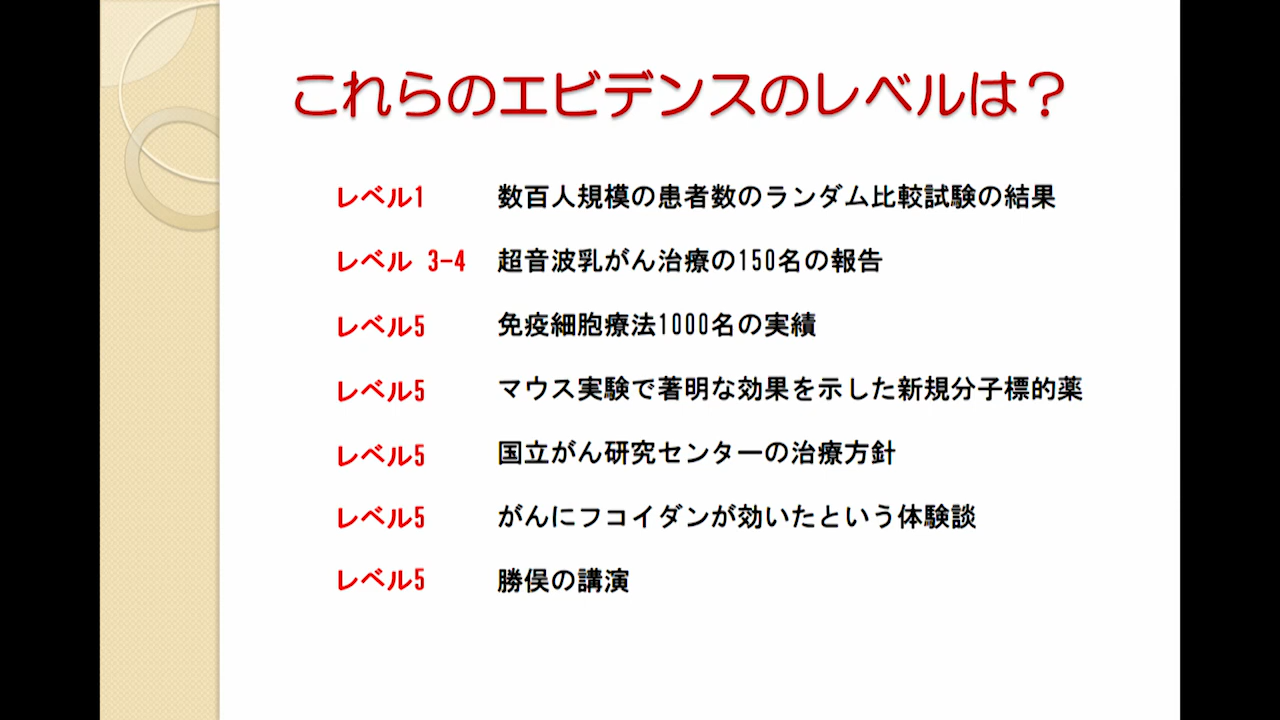 これらのエビデンスのレベルは？
レベル1 数百人規模の患者数のランダム比較試験の結果
レベル 3-4 超音波乳がん治療の150名の報告
レベル5 免疫細胞療法1000名の実績
レベル5 マウス実験で著明な効果を示した新規分子標的薬
レベル5 国立がん研究センターの治療方針
レベル5 がんにフコイダンが効いたという体験談
レベル5 勝俣の講演